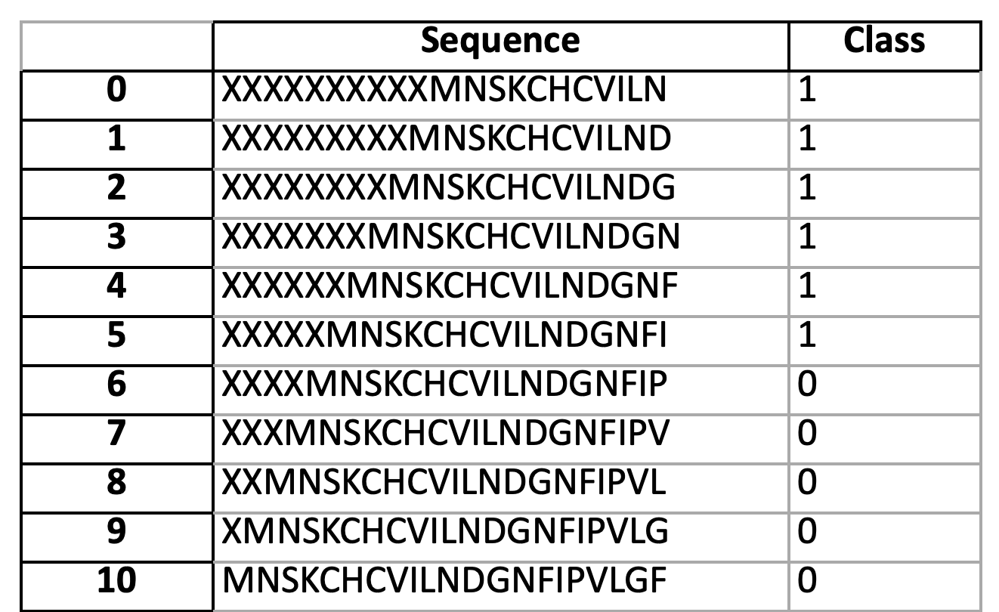 Sequence Class
0 XXXXXXXXXXMNSKCHCVILN 1
1 XXXXXXXXXMNSKCHCVILND 1
2 XXXXXXXXMNSKCHCVILNDG 1
3 XXXXXXXMNSKCHCVILNDGN 1
4 XXXXXXMNSKCHCVILNDGNF 1
5 XXXXXMNSKCHCVILNDGNFI 1
6 XXXXMNSKCHCVILNDGNFIP 0
7 XXXMNSKCHCVILNDGNFIPV 0
8 XXMNSKCHCVILNDGNFIPVL 0
9 XMNSKCHCVILNDGNFIPVLG 0
10 MNSKCHCVILNDGNFIPVLGF 0